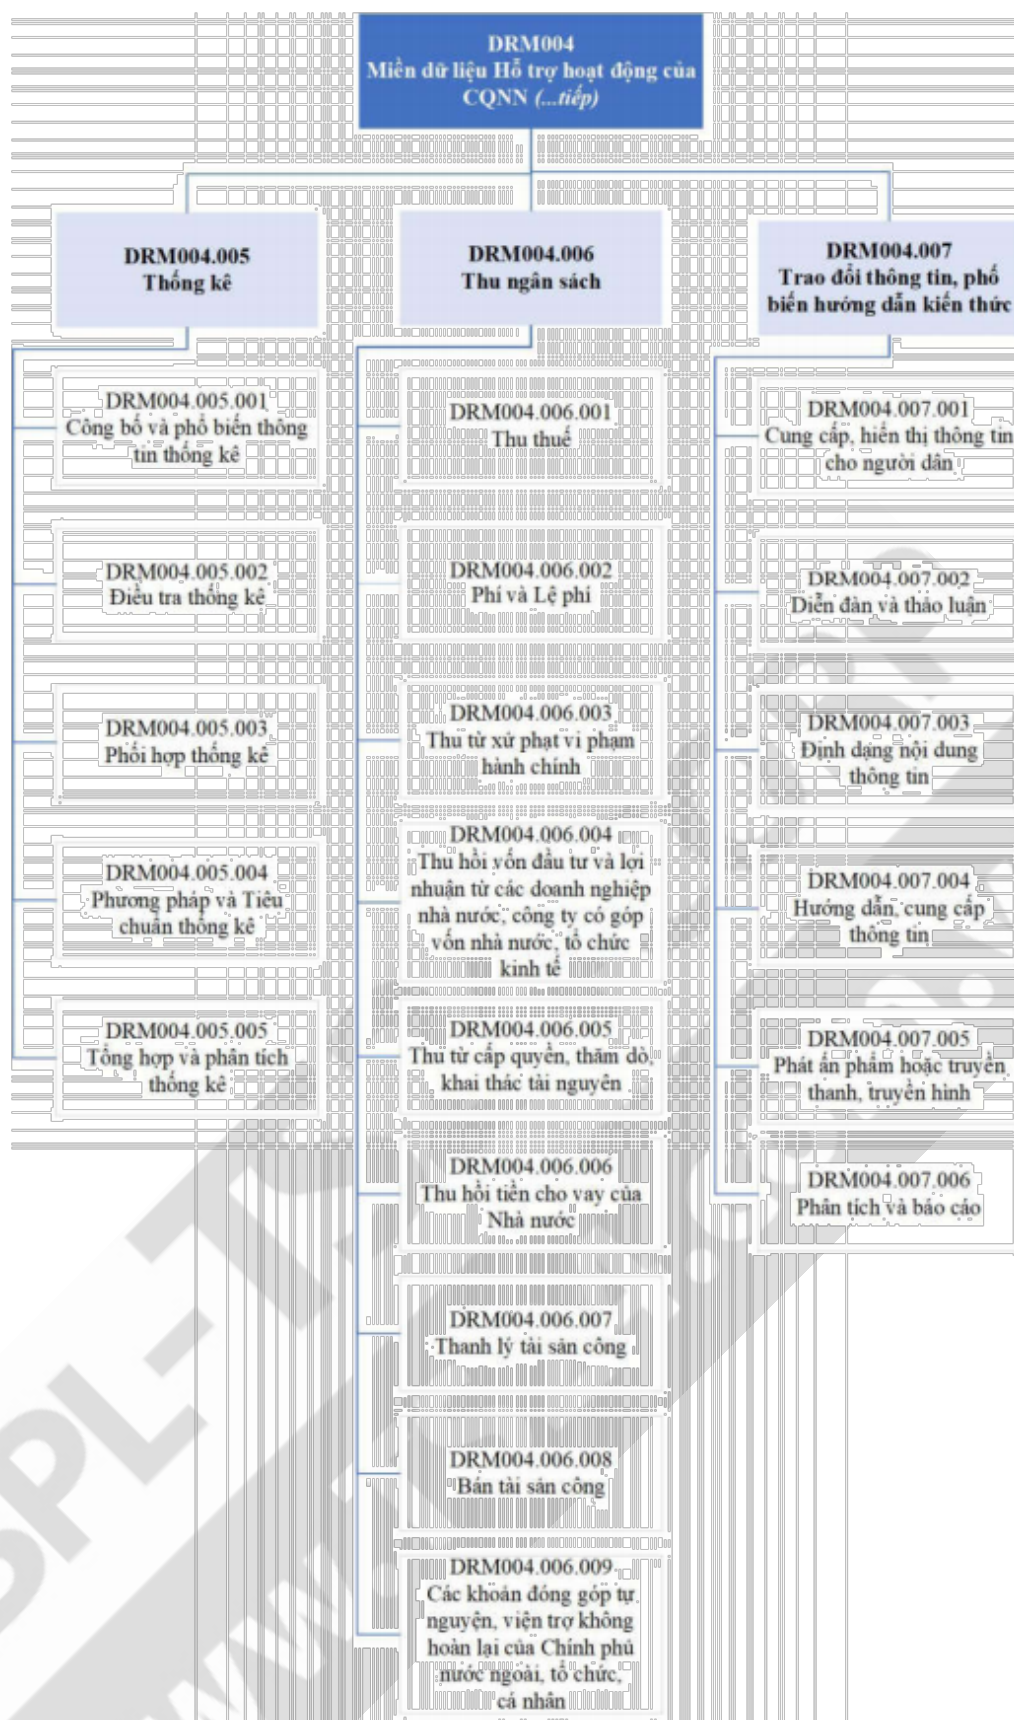 DRM004
Miền dữ liệu Hỗ trợ hoạt động của
CQNN (...tiếp)
DRM004.005
Thống kê
DRM004.005.001
Công bố và phổ biến thông
tin thống kê
DRM004.005.002
Điều tra thống kê
DRM004.005.003
Phối hợp thống kê
DRM004.005.004
Phương pháp và Tiêu
chuẩn thống kê
DRM004.005.005
Tổng hợp và phân tích
thống kê
DRM004.006
Thu ngân sách
DRM004.006.001
Thu thuế
DRM004.006.002
Phí và Lệ phí
DRM004.006.003
Thu từ xử phạt vi phạm
hành chính
DRM004.006.004
Thu hồi vốn đầu tư và lợi
nhuận từ các doanh nghiệp
nhà nước, công ty có góp
vốn nhà nước, tổ chức
kinh tế
DRM004.006.005
Thu từ cấp quyền, thăm dò,
khai thác tài nguyên
DRM004.006.006
Thu hồi tiền cho vay của
Nhà nước
DRM004.006.007
Thanh lý tài sản công
DRM004.006.008
Bán tài sản công
DRM004.006.009
Các khoản đóng góp tự
nguyện, viện trợ không
hoàn lại của Chính phủ
nước ngoài, tổ chức,
cá nhân
DRM004.007
Trao đổi thông tin, phổ
biến hướng dẫn kiến thức
DRM004.007.001
Cung cấp, hiển thị thông tin
cho người dân
DRM004.007.002
Diễn đàn và thảo luận
DRM004.007.003
Định dạng nội dung
thông tin
DRM004.007.004
Hướng dẫn, cung cấp
thông tin
DRM004.007.005
Phát ấn phẩm hoặc truyền
thanh, truyền hình
DRM004.007.006
Phân tích và báo cáo